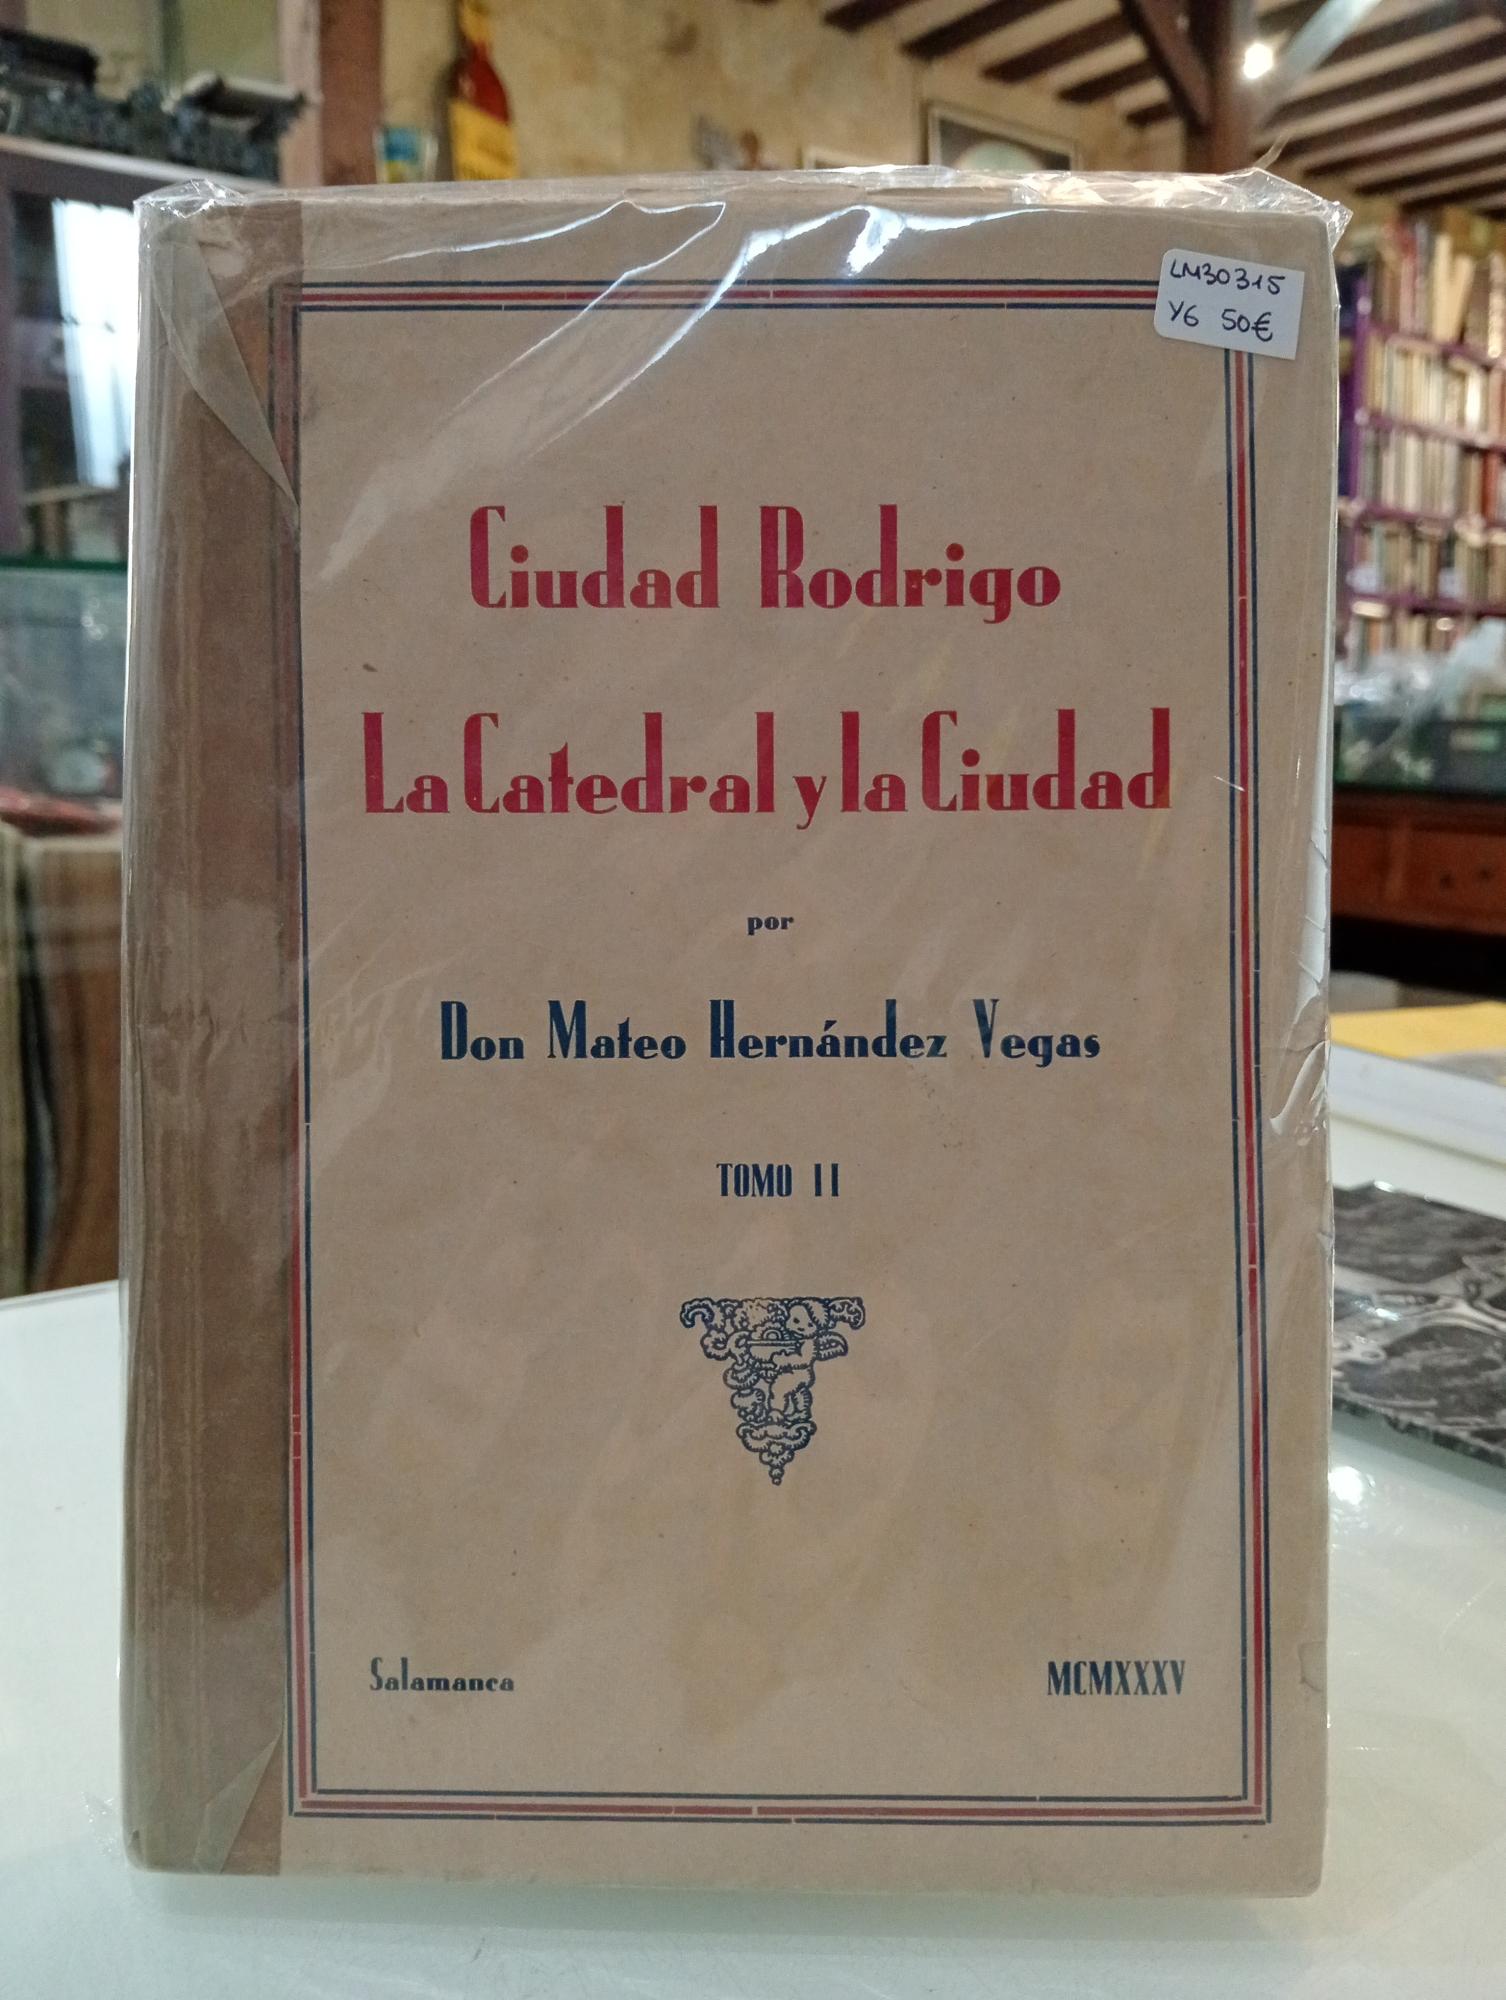 LM30315
Y6 50€
Ciudad Rodrigo
La Catedral y la Ciudad
por
Don Mateo Hernández Vegas
TOMO II
Salamanca
MCMXXXV